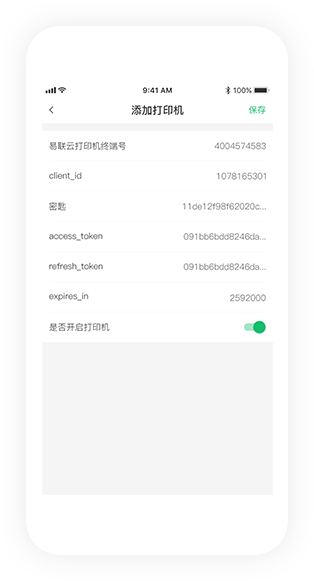 9:41 AM
100%
添加打印机
保存
易联云打印机终端号 4004574583
client_id 1078165301
密匙 11de12f98f62020c...
access_token 091bb6bdd8246da...
refresh_token 091bb6bdd8246da...
expires_in 2592000
是否开启打印机